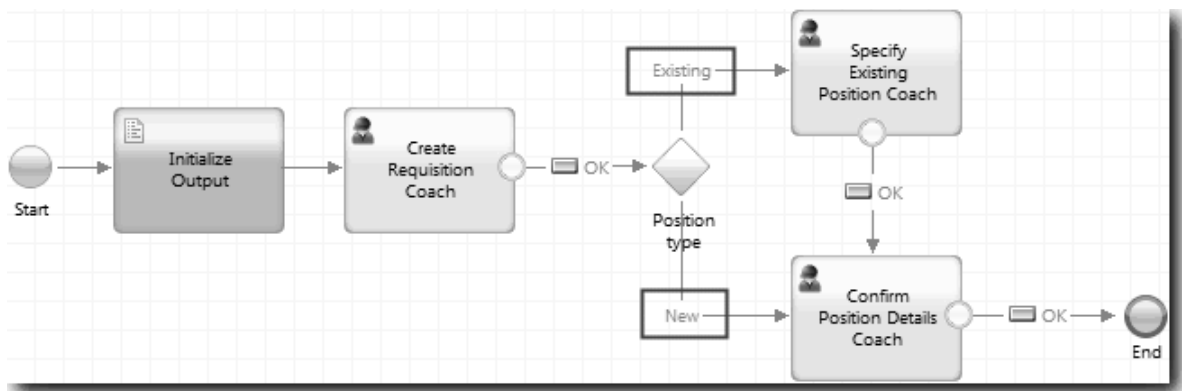 Start
Initialize
Output
Create
Requisition
Coach
OK
Position
type
Existing
Specify
Existing
Position Coach
OK
New
Confirm
Position Details
Coach
OK
End